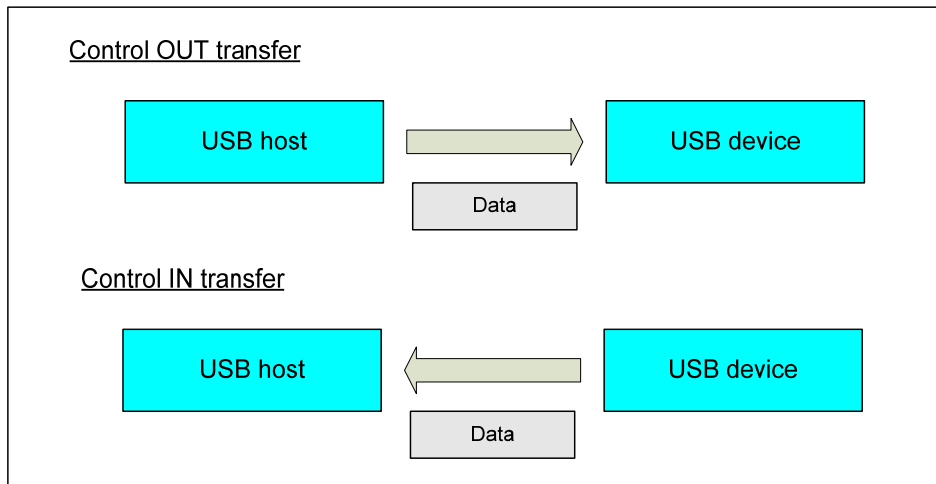 Control OUT transfer
USB host
USB device
Data
Control IN transfer
USB host
USB device
Data